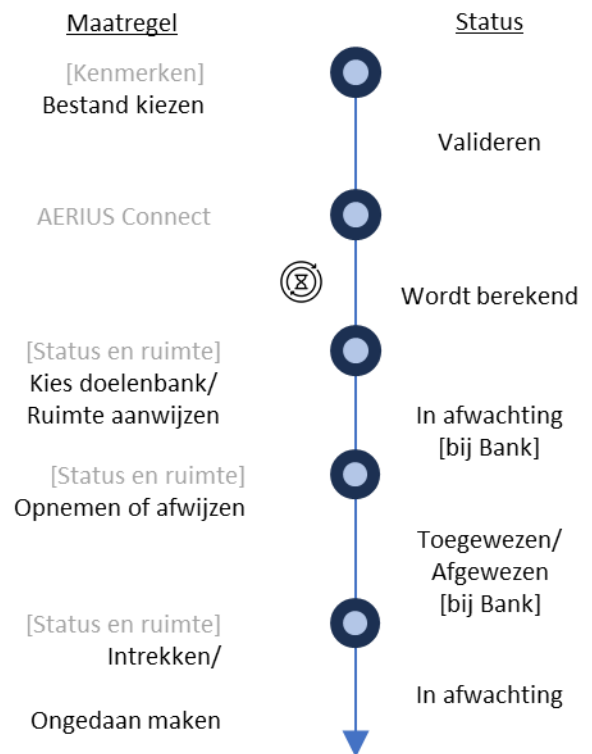 Maatregel
Status
[Kenmerken]
Bestand kiezen
Valideren
AERIUS Connect
Wordt berekend
[Status en ruimte]
Kies doelenbank/
Ruimte aanwijzen
In afwachting
[bij Bank]
[Status en ruimte]
Opnemen of afwijzen
Toegewezen/
Afgewezen
[bij Bank]
[Status en ruimte]
Intrekken/
In afwachting
Ongedaan maken